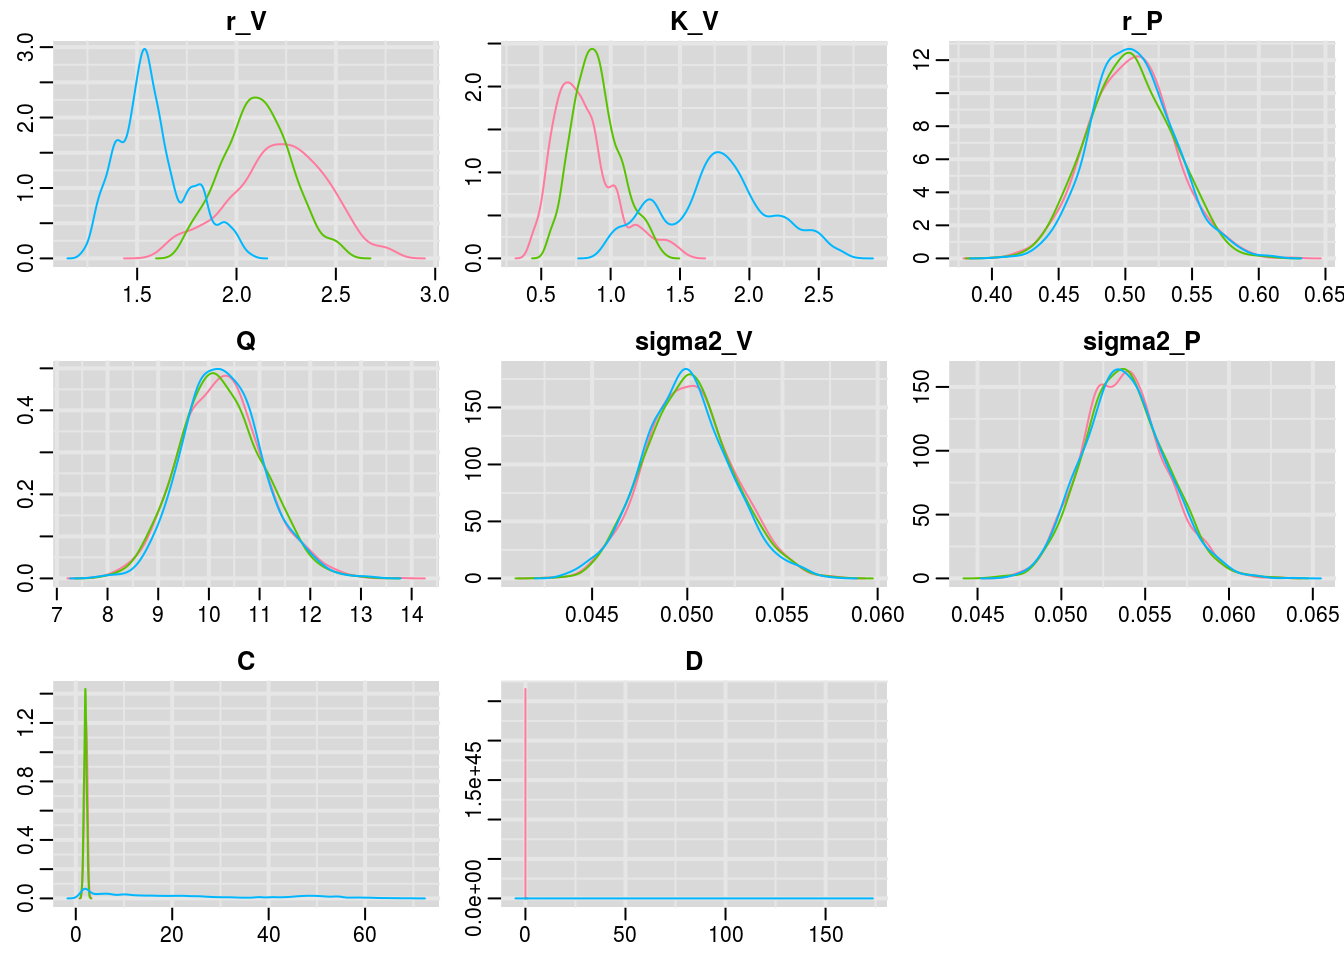 r_V
K_V
r_P
0.0 1.0 2.0 3.0
1.5 2.0 2.5 3.0
0.0 1.0 2.0
0.5 1.0 1.5 2.0 2.5
0 2 4 6 8 12
0.40 0.45 0.50 0.55 0.60 0.65
Q
sigma2_V
sigma2_P
0.0 0.2 0.4
7 8 9 10 11 12 13 14
0 50 100 150
0.045 0.050 0.055 0.060
0 50 100 150
0.045 0.050 0.055 0.060 0.065
C
D
0.0 0.4 0.8 1.2
0 20 40 60
0.0e+00 1.5e+45
0 50 100 150